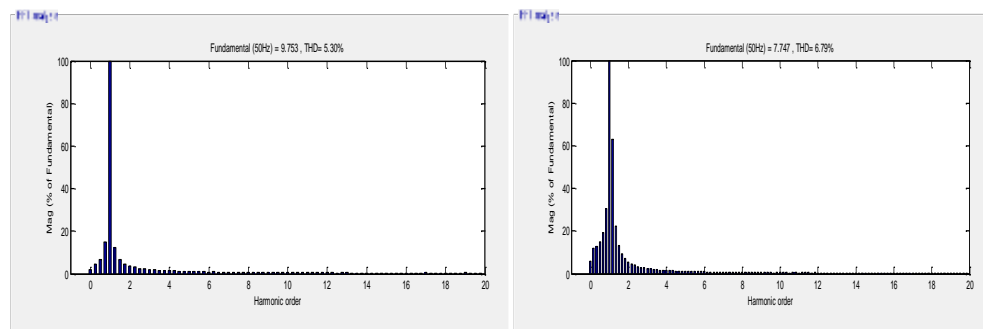 Fundamental (50Hz) = 9.753 , THD= 5.30%
Mag (% of Fundamental)
100
80
60
40
20
0
0 2 4 6 8 10 12 14 16 18 20
Harmonic order
Fundamental (50Hz) = 7.747 , THD= 6.79%
Mag (% of Fundamental)
100
80
60
40
20
0
0 2 4 6 8 10 12 14 16 18 20
Harmonic order